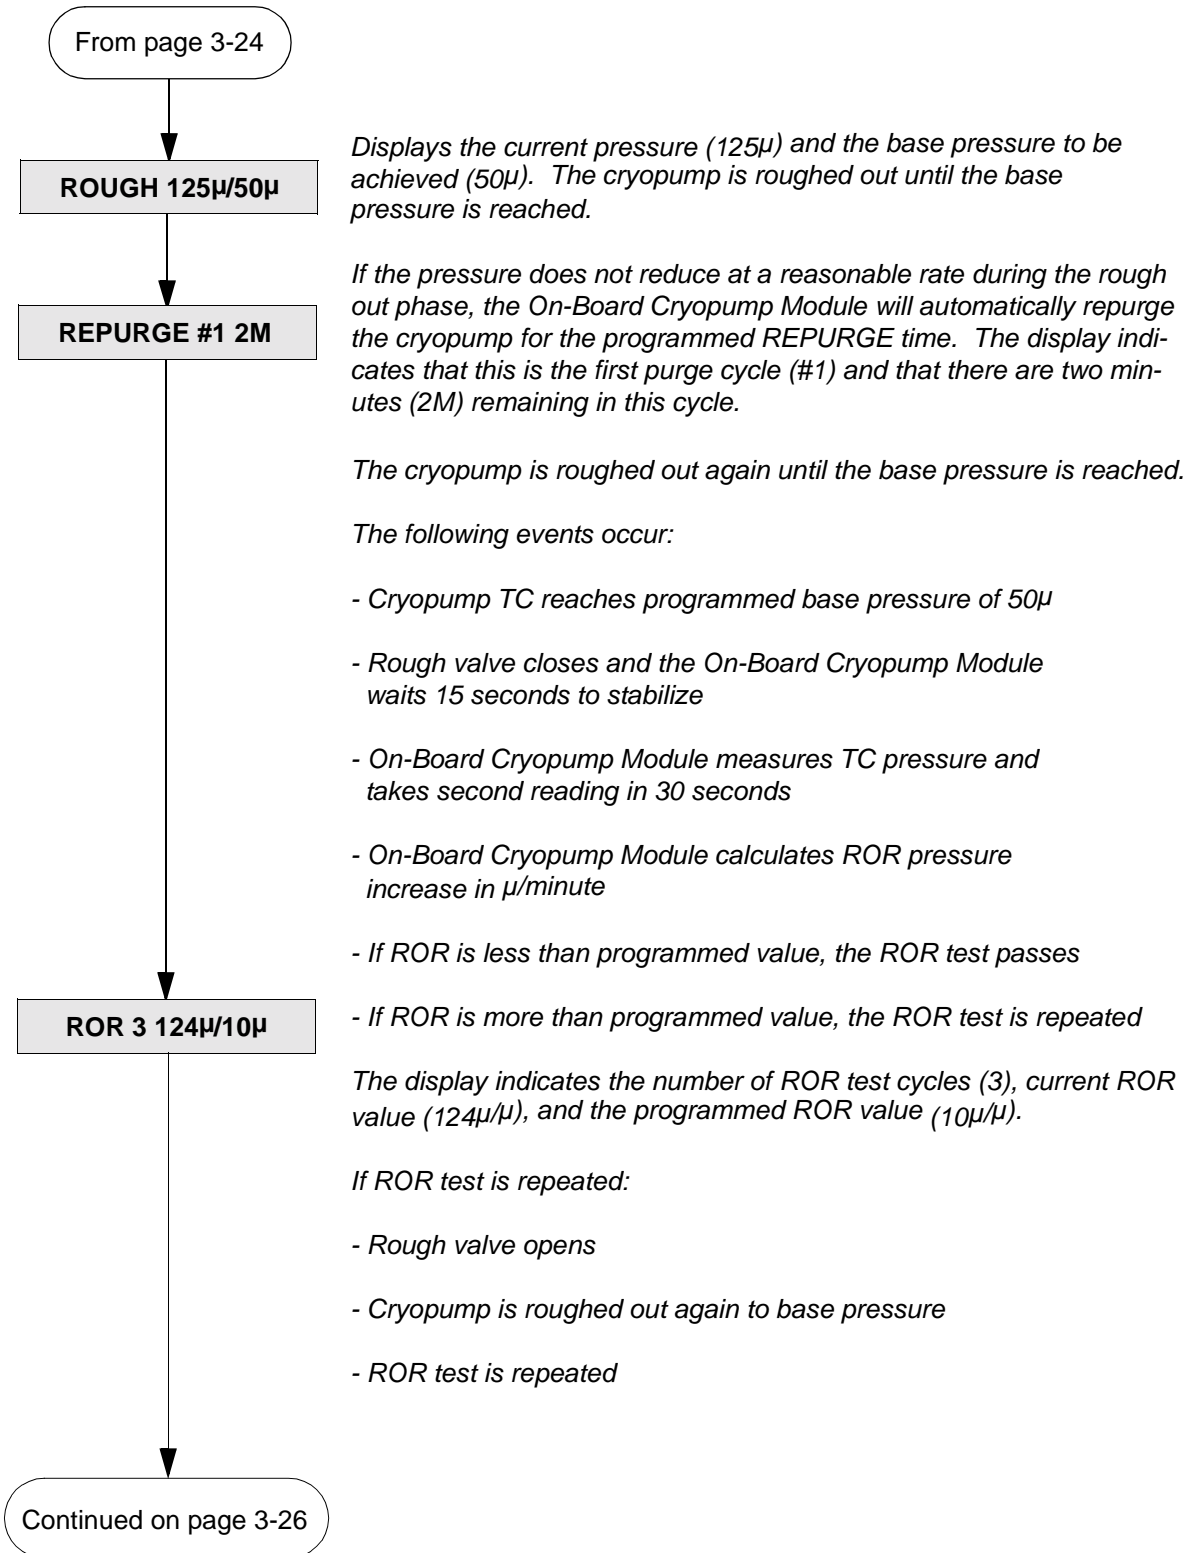 From page 3-24
ROUGH 125µ/50µ
Displays the current pressure (125µ) and the base pressure to be
achieved (50µ).  The cryopump is roughed out until the base
pressure is reached.
REPURGE #1 2M
If the pressure does not reduce at a reasonable rate during the rough
out phase, the On-Board Cryopump Module will automatically repurge
the cryopump for the programmed REPURGE time.  The display indi-
cates that this is the first purge cycle (#1) and that there are two min-
utes (2M) remaining in this cycle.
The cryopump is roughed out again until the base pressure is reached.
The following events occur:
- Cryopump TC reaches programmed base pressure of 50µ
- Rough valve closes and the On-Board Cryopump Module
waits 15 seconds to stabilize
- On-Board Cryopump Module measures TC pressure and
takes second reading in 30 seconds
- On-Board Cryopump Module calculates ROR pressure
increase in µ/minute
- If ROR is less than programmed value, the ROR test passes
ROR 3 124µ/10µ
- If ROR is more than programmed value, the ROR test is repeated
The display indicates the number of ROR test cycles (3), current ROR
value (124µ/µ), and the programmed ROR value (10µ/µ).
If ROR test is repeated:
- Rough valve opens
- Cryopump is roughed out again to base pressure
- ROR test is repeated
Continued on page 3-26